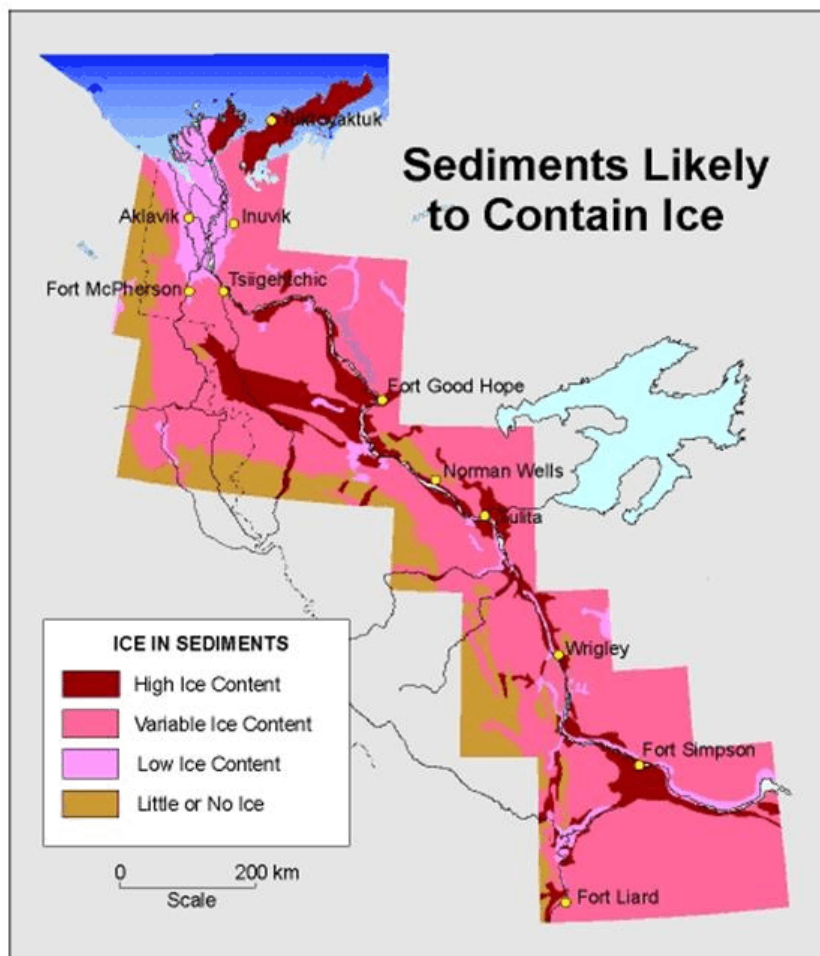 Sediments Likely
to Contain Ice
Tuktoyaktuk
Aklavik
Inuvik
Fort McPherson
Tsiigehtchic
Fort Good Hope
Norman Wells
Tulita
Wrigley
Fort Simpson
Fort Liard
ICE IN SEDIMENTS
High Ice Content
Variable Ice Content
Low Ice Content
Little or No Ice
0 200 km
Scale